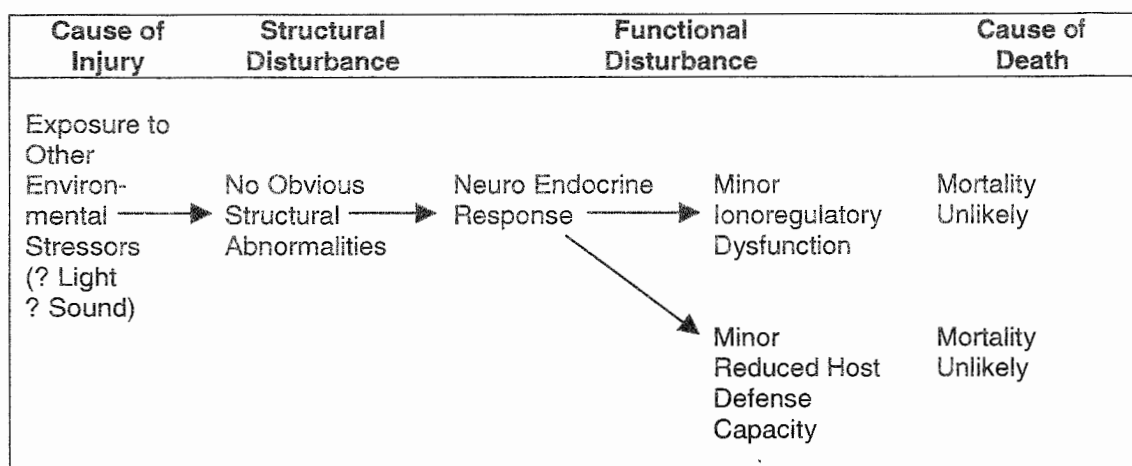 Cause of Injury
Structural Disturbance
Functional Disturbance
Cause of Death
Exposure to
Other
Environ-
mental
Stressors
(? Light
? Sound)
No Obvious
Structural
Abnormalities
Neuro Endocrine
Response
Minor
Ionoregulatory
Dysfunction
Mortality
Unlikely
Minor
Reduced Host
Defense
Capacity
Mortality
Unlikely